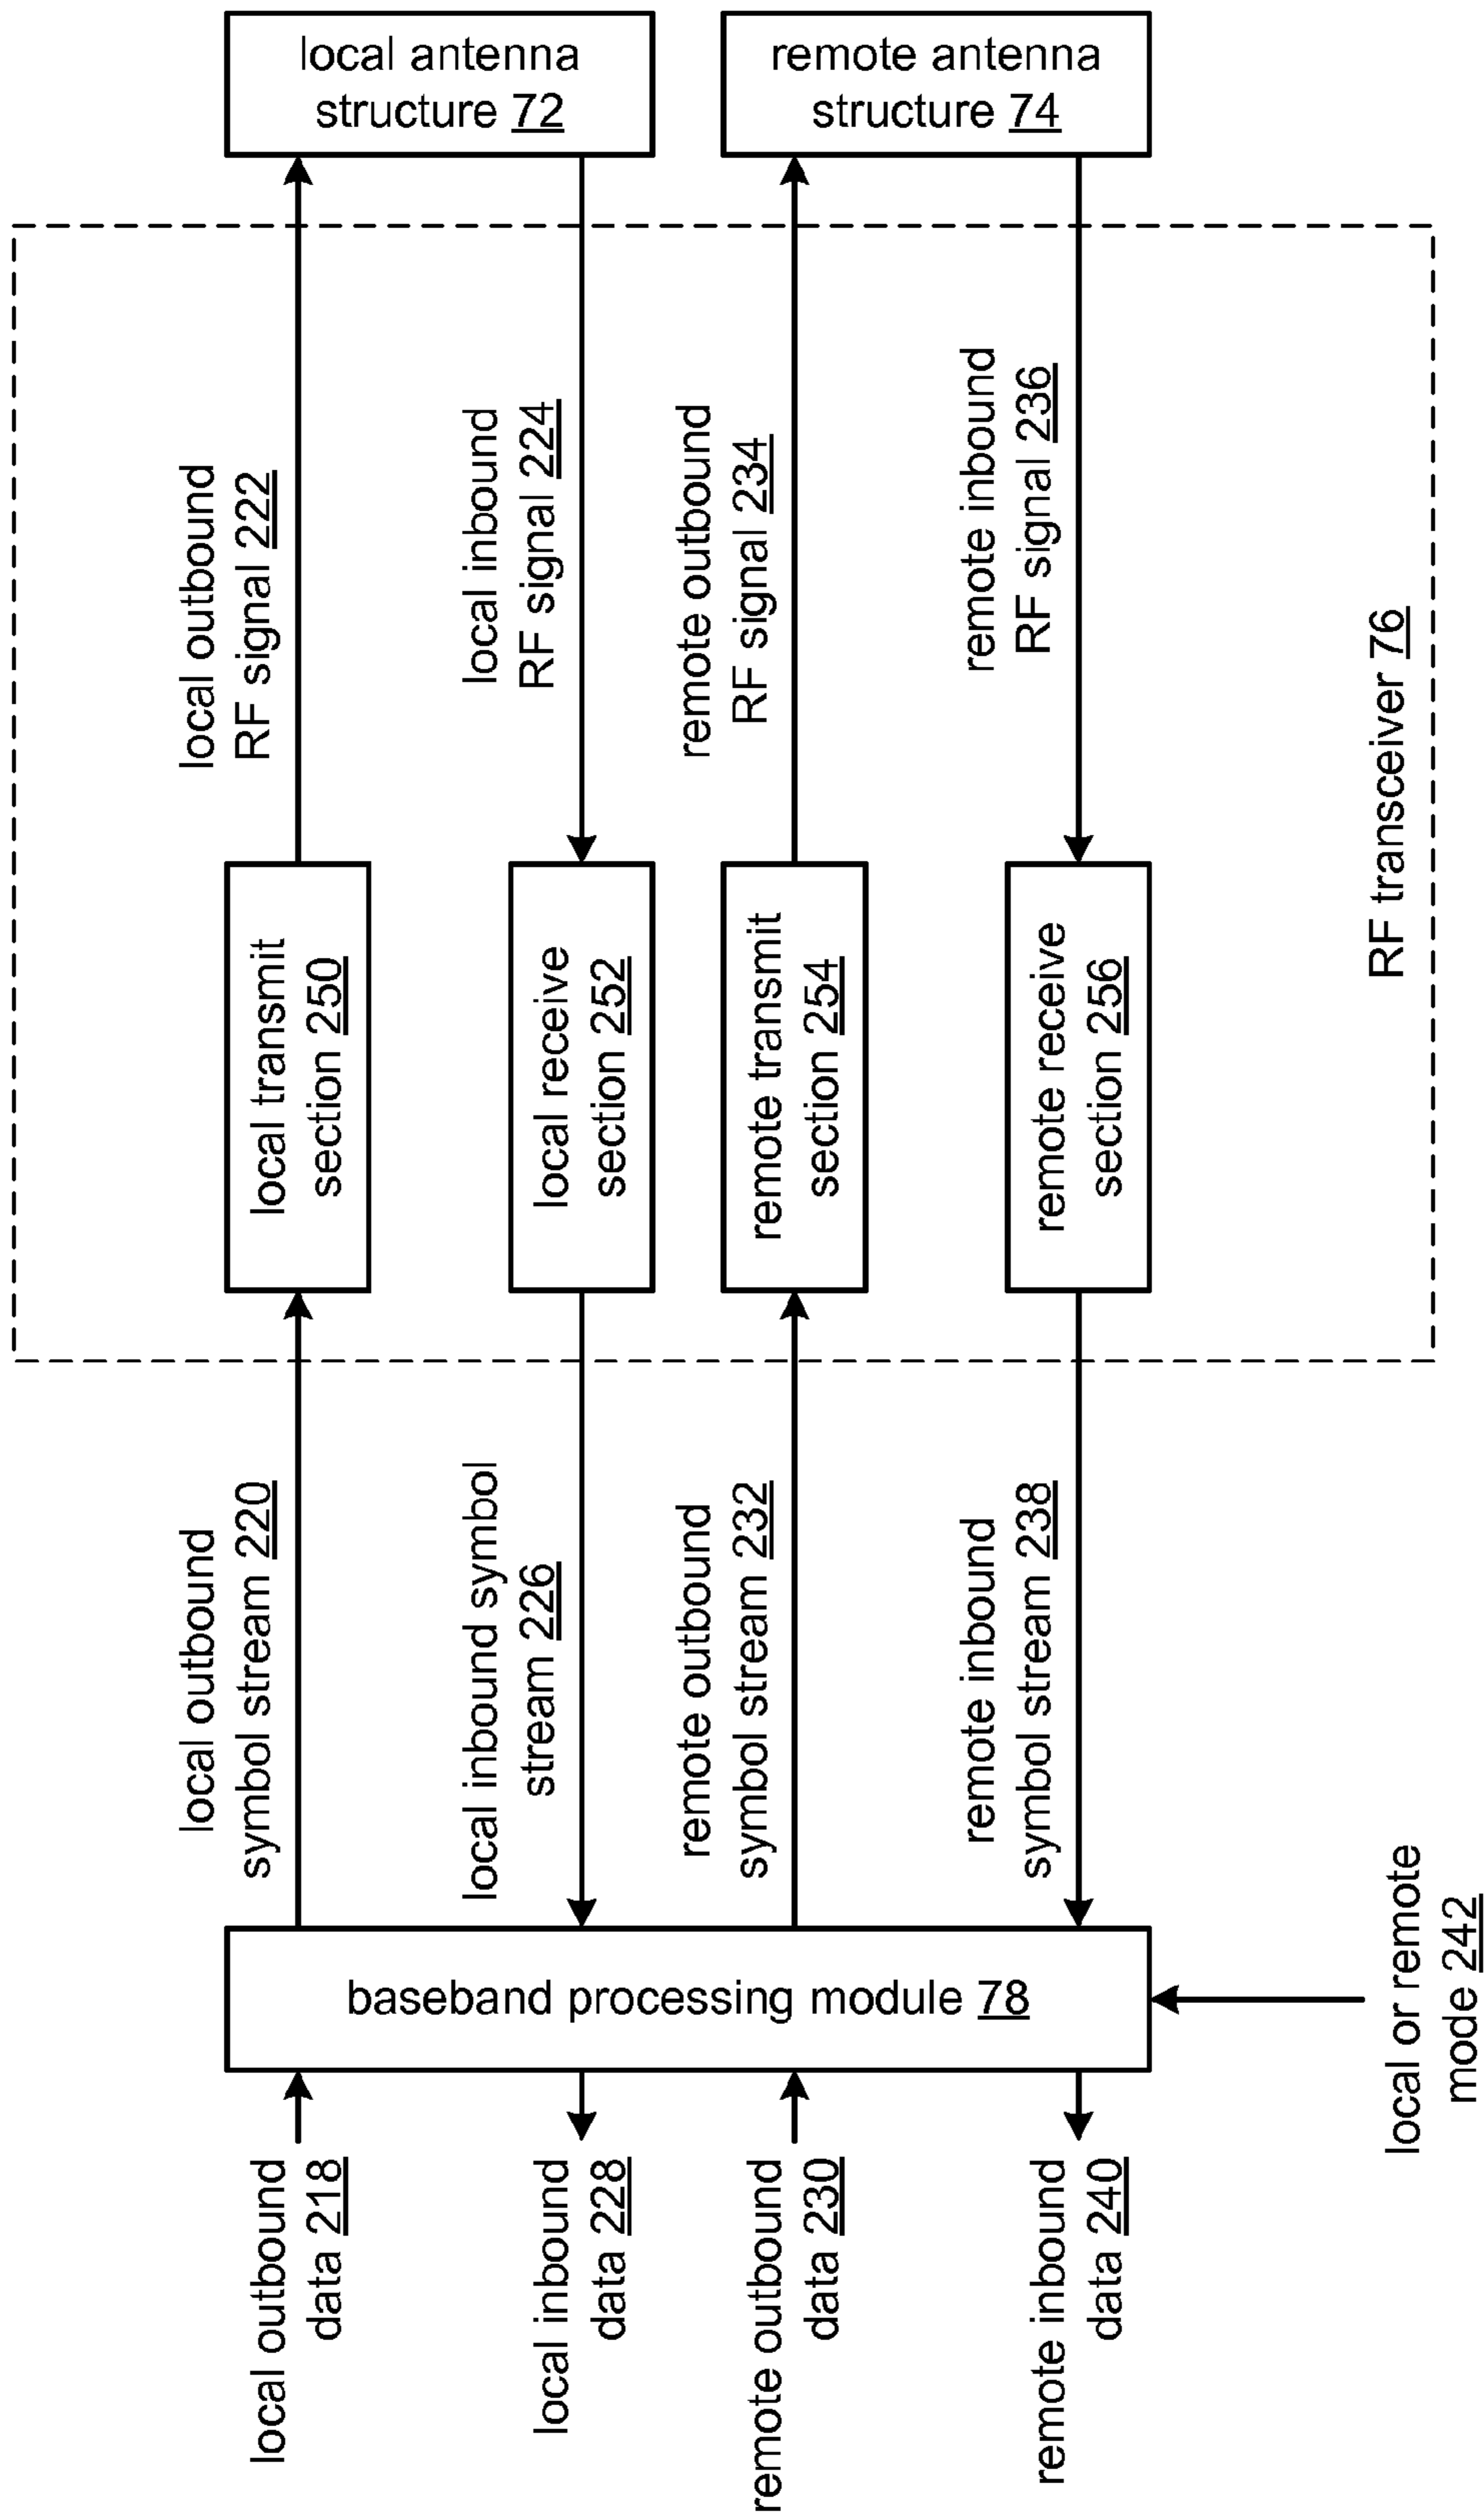 local antenna
structure 72
remote antenna
structure 74
local outbound
RF signal 222
local inbound
RF signal 224
remote outbound
RF signal 234
remote inbound
RF signal 236
RF transceiver 76
local transmit
section 250
local receive
section 252
remote transmit
section 254
remote receive
section 256
local outbound
symbol stream 220
local inbound symbol
stream 226
remote outbound
symbol stream 232
remote inbound
symbol stream 238
baseband processing module 78
local or remote
mode 242
local outbound
data 218
local inbound
data 228
remote outbound
data 230
remote inbound
data 240